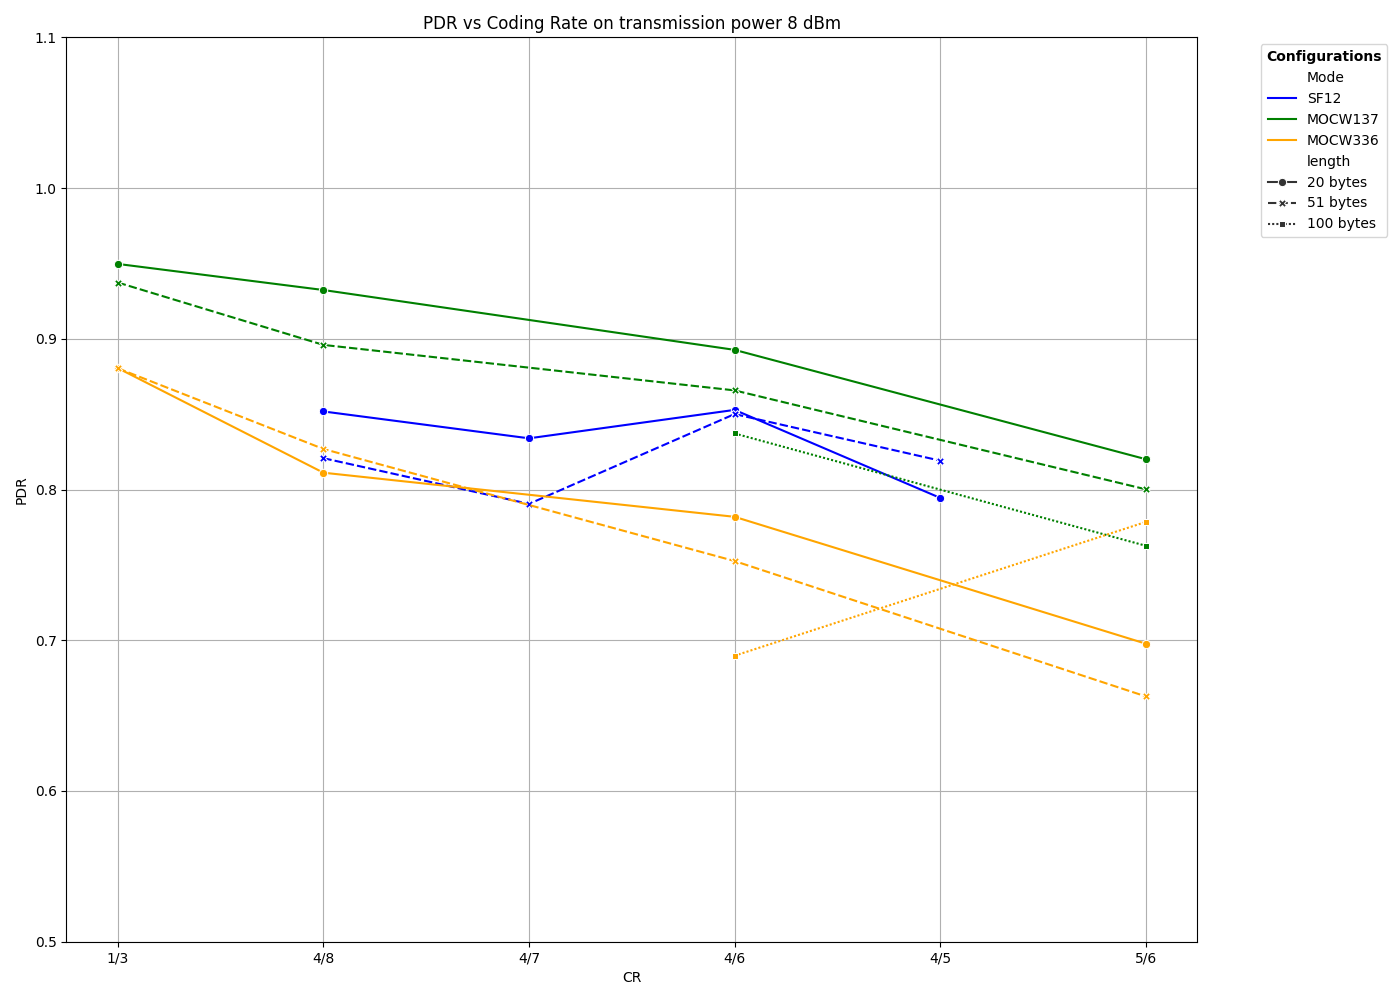 PDR vs Coding Rate on transmission power 8 dBm
1.1
1.0
0.9
0.8
0.7
0.6
0.5
PDR
1/3
4/8
4/7
4/6
4/5
5/6
CR
Configurations
Mode
SF12
MOCW137
MOCW336
length
20 bytes
51 bytes
100 bytes